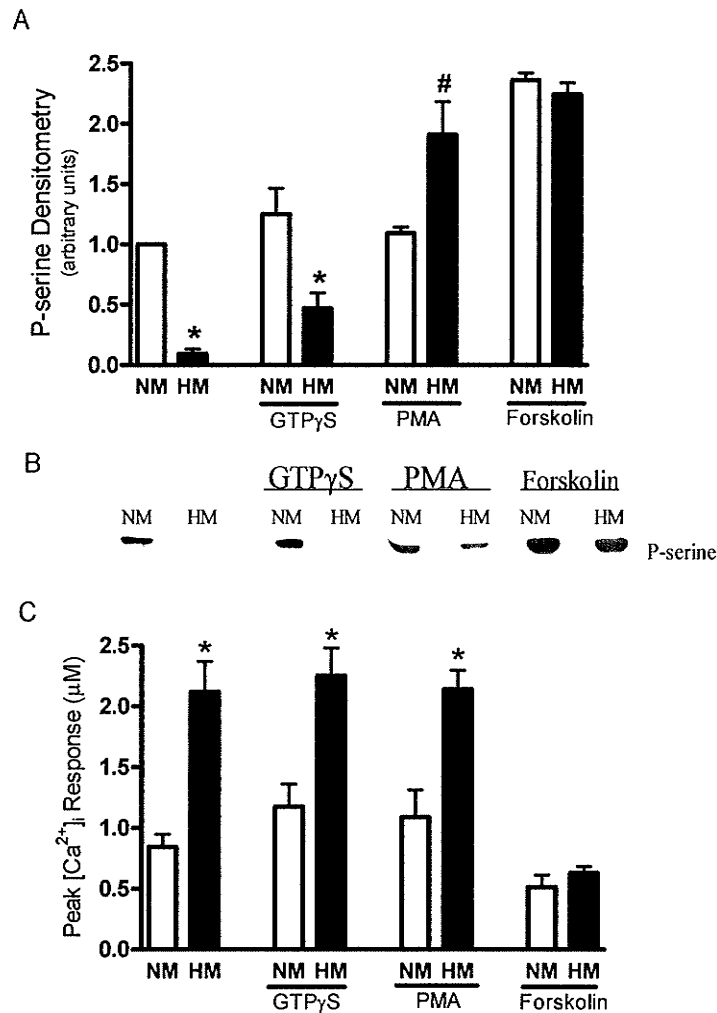 A
P-serine Densitometry
(arbitrary units)
2.5
2.0
1.5
1.0
0.5
0.0
* * #
NM HM NM HM NM HM NM HM
GTPγS PMA Forskolin
B
GTPγS PMA Forskolin
NM HM NM HM NM HM NM HM
P-serine
C
Peak [Ca²⁺]ᵢ Response (μM)
2.5
2.0
1.5
1.0
0.5
0.0
* * *
NM HM NM HM NM HM NM HM
GTPγS PMA Forskolin